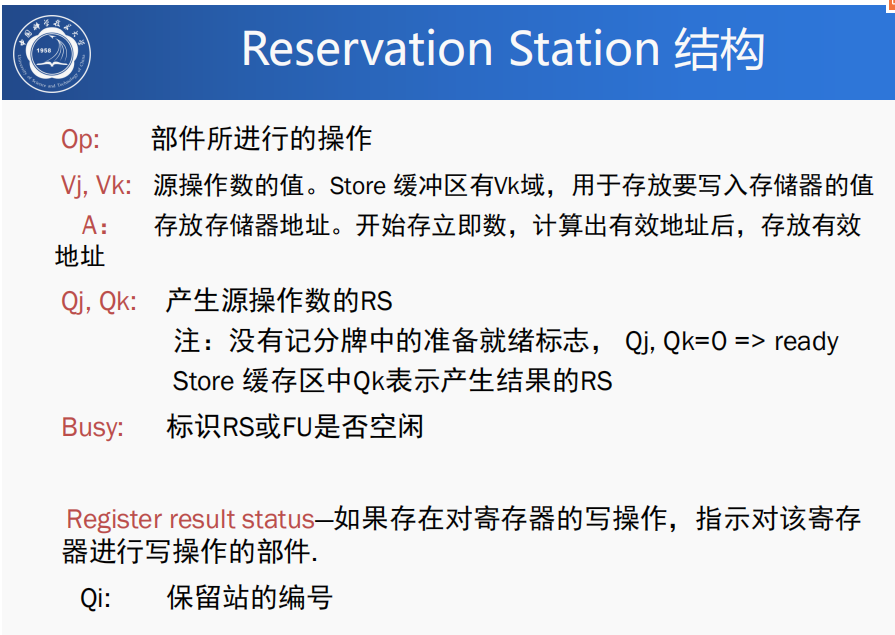 Reservation Station 结构
1958
Op: 部件所进行的操作
Vj, Vk: 源操作数的值。Store 缓冲区有Vk域，用于存放要写入存储器的值
A： 存放存储器地址。开始存立即数，计算出有效地址后，存放有效
地址
Qj, Qk: 产生源操作数的RS
注：没有记分牌中的准备就绪标志， Qj, Qk=0 => ready
Store 缓存区中Qk表示产生结果的RS
Busy: 标识RS或FU是否空闲
Register result status—如果存在对寄存器的写操作，指示对该寄存
器进行写操作的部件.
Qi: 保留站的编号